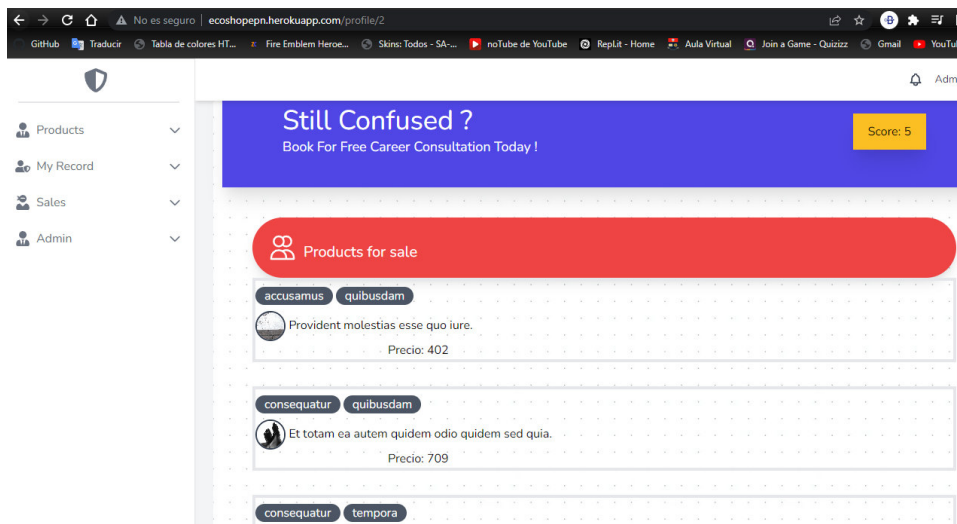 No es seguro | ecoshopepn.herokuapp.com/profile/2
GitHub Traducir Tabla de colores HT... Fire Emblem Heroe... Skins: Todos - SA-... noTube de YouTube Repl.it - Home Aula Virtual Join a Game - Quizizz Gmail YouTu
Adm
Products
My Record
Sales
Admin
Still Confused ?
Book For Free Career Consultation Today !
Score: 5
Products for sale
accusamus quibusdam
Provident molestias esse quo iure.
Precio: 402
consequatur quibusdam
Et totam ea autem quidem odio quidem sed quia.
Precio: 709
consequatur tempora